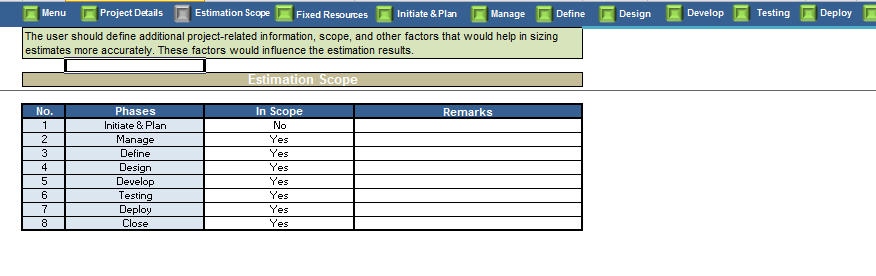 Menu Project Details Estimation Scope Fixed Resources Initiate & Plan Manage Define Design Develop Testing Deploy
The user should define additional project-related information, scope, and other factors that would help in sizing
estimates more accurately. These factors would influence the estimation results.
Estimation Scope
No. Phases In Scope Remarks
1 Initiate & Plan No
2 Manage Yes
3 Define Yes
4 Design Yes
5 Develop Yes
6 Testing Yes
7 Deploy Yes
8 Close Yes